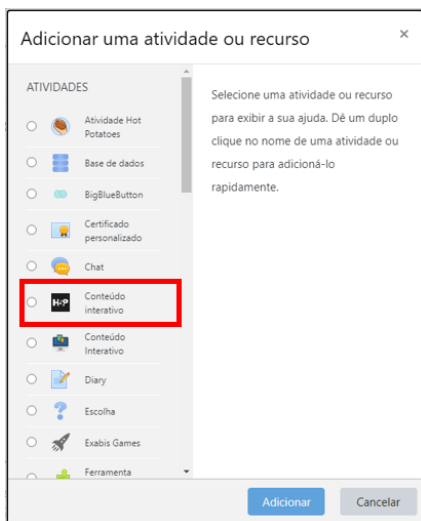 Adicionar uma atividade ou recurso
×
ATIVIDADES
Atividade Hot
Potatoes
Base de dados
BigBlueButton
Certificado
personalizado
Chat
H-P
Conteúdo
interativo
Conteúdo
Interativo
Diary
Escolha
Exabis Games
Ferramenta
Selecione uma atividade ou recurso
para exibir a sua ajuda. Dê um duplo
clique no nome de uma atividade ou
recurso para adicioná-lo
rapidamente.
Adicionar
Cancelar